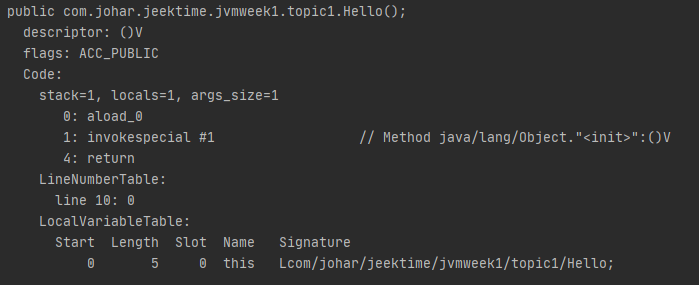 public com.johar.jeektime.jvmweek1.topic1.Hello();
  descriptor: ()V
  flags: ACC_PUBLIC
  Code:
    stack=1, locals=1, args_size=1
       0: aload_0
       1: invokespecial #1                  // Method java/lang/Object."<init>":()V
       4: return
    LineNumberTable:
      line 10: 0
    LocalVariableTable:
      Start  Length  Slot  Name   Signature
          0       5     0  this   Lcom/johar/jeektime/jvmweek1/topic1/Hello;